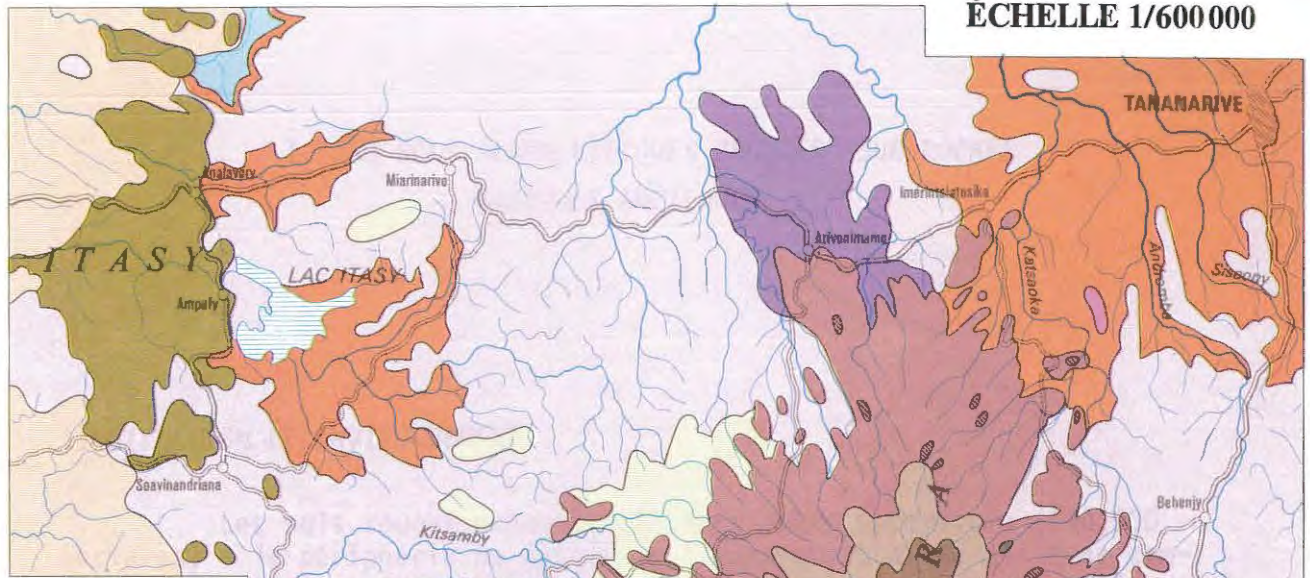 ÉCHELLE 1/600 000
TANANARIVE
Analavory
Miarinarivo
Imerintsiatosika
Arivonimamo
ITASY
LAC ITASY
Katsaoka
Andromba
Sisaony
Ampefy
Soavinandriana
Kitsamby
Behenjy
R
A